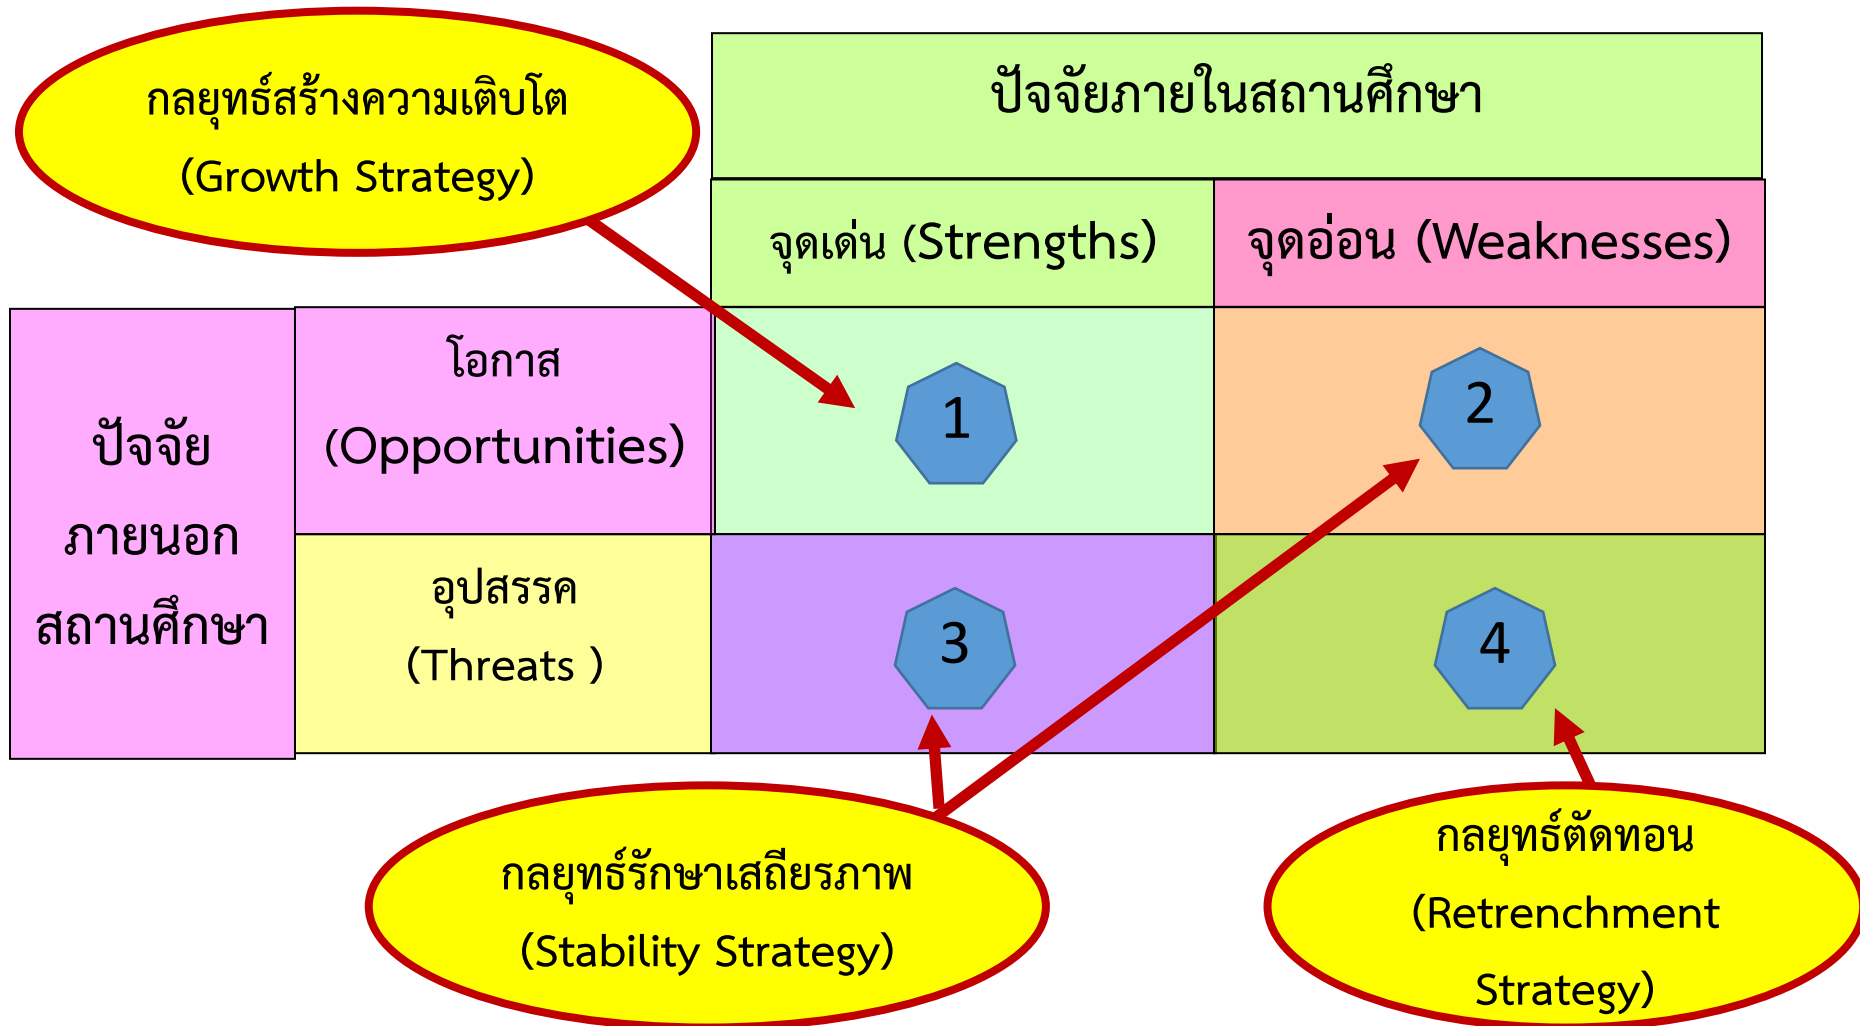 กลยุทธ์สร้างความเติบโต
(Growth Strategy)
ปัจจัยภายในสถานศึกษา
จุดเด่น (Strengths)
จุดอ่อน (Weaknesses)
ปัจจัย
ภายนอก
สถานศึกษา
โอกาส
(Opportunities)
1
2
อุปสรรค
(Threats )
3
4
กลยุทธ์รักษาเสถียรภาพ
(Stability Strategy)
กลยุทธ์ตัดทอน
(Retrenchment
Strategy)